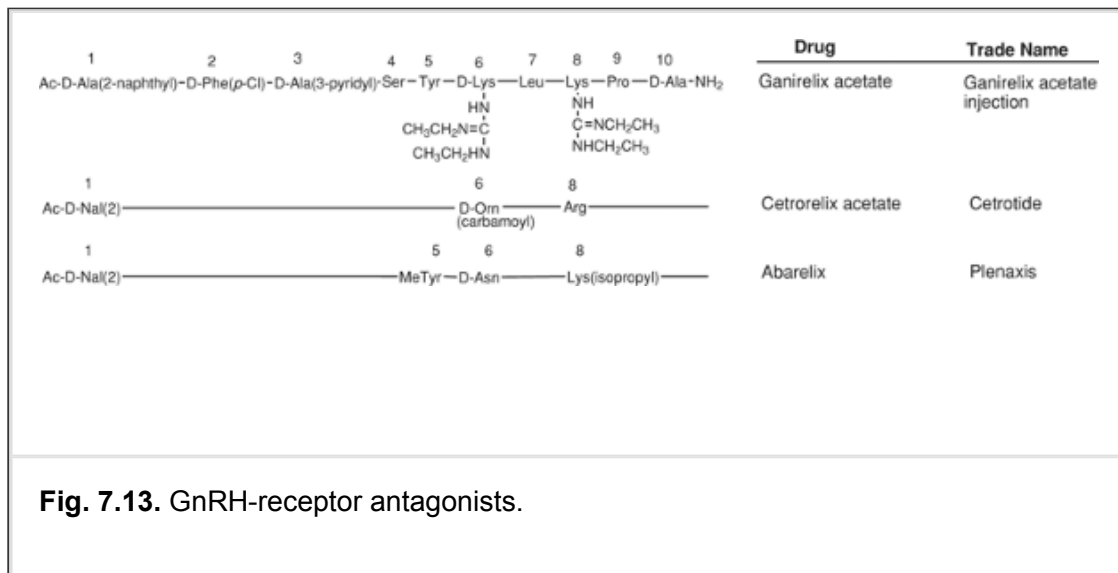 Drug Trade Name
1 2 3 4 5 6 7 8 9 10
Ac-D-Ala(2-naphthyl)-D-Phe(p-Cl)-D-Ala(3-pyridyl)-Ser-Tyr-D-Lys-Leu-Lys-Pro-D-Ala-NH₂ Ganirelix acetate Ganirelix acetate
injection
HN NH
CH₃CH₂N=C C=NCH₂CH₃
CH₃CH₂HN NHCH₂CH₃
1 6 8
Ac-D-Nal(2) D-Orn Arg Cetrorelix acetate Cetrotide
(carbamoyl)
1 5 6 8
Ac-D-Nal(2) MeTyr-D-Asn Lys(isopropyl) Abarelix Plenaxis
Fig. 7.13. GnRH-receptor antagonists.